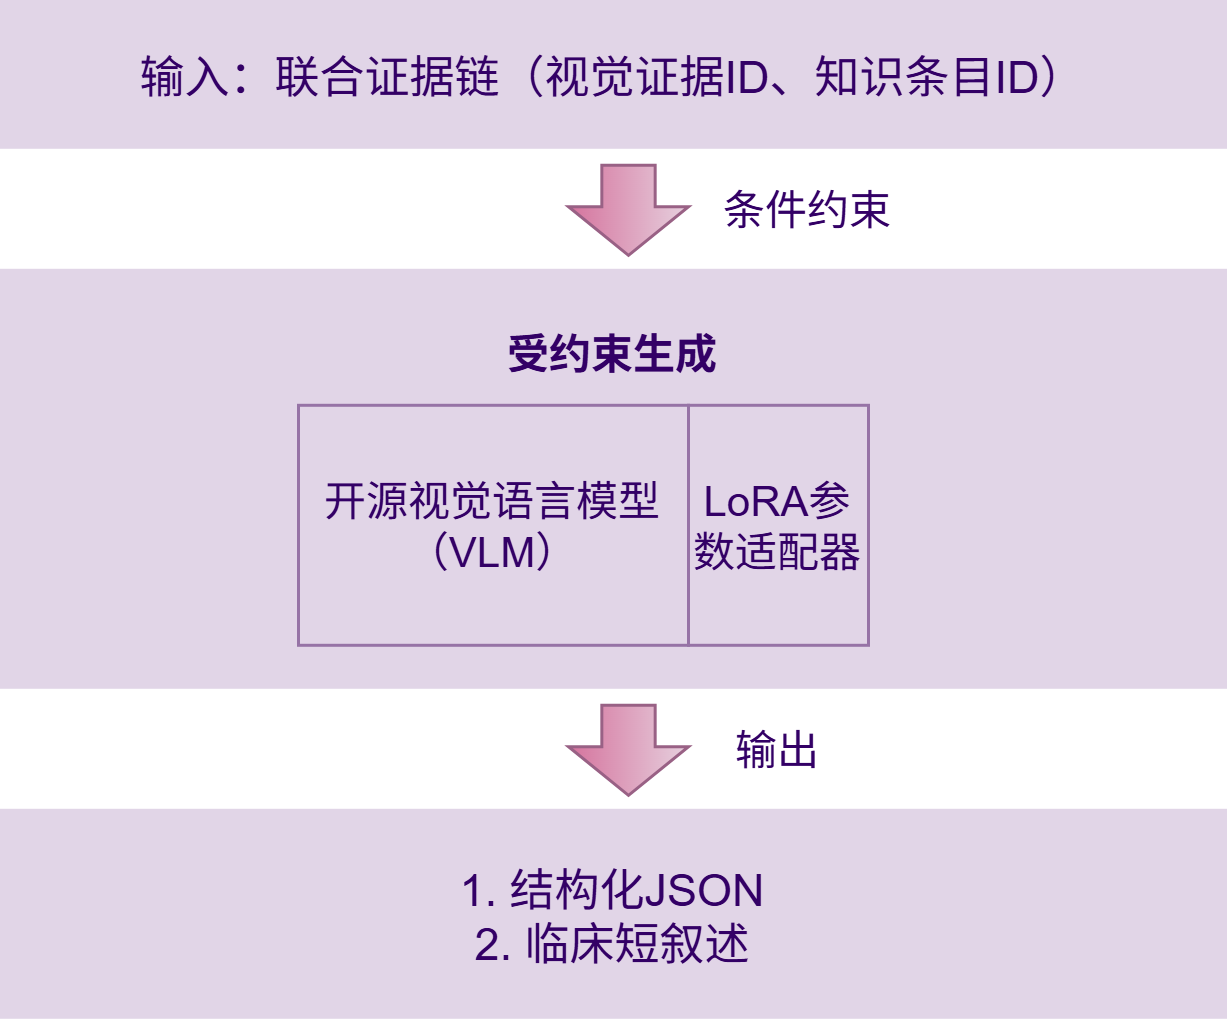 输入：联合证据链（视觉证据ID、知识条目ID）
条件约束
受约束生成
开源视觉语言模型
（VLM）
LoRA参
数适配器
输出
1. 结构化JSON
2. 临床短叙述